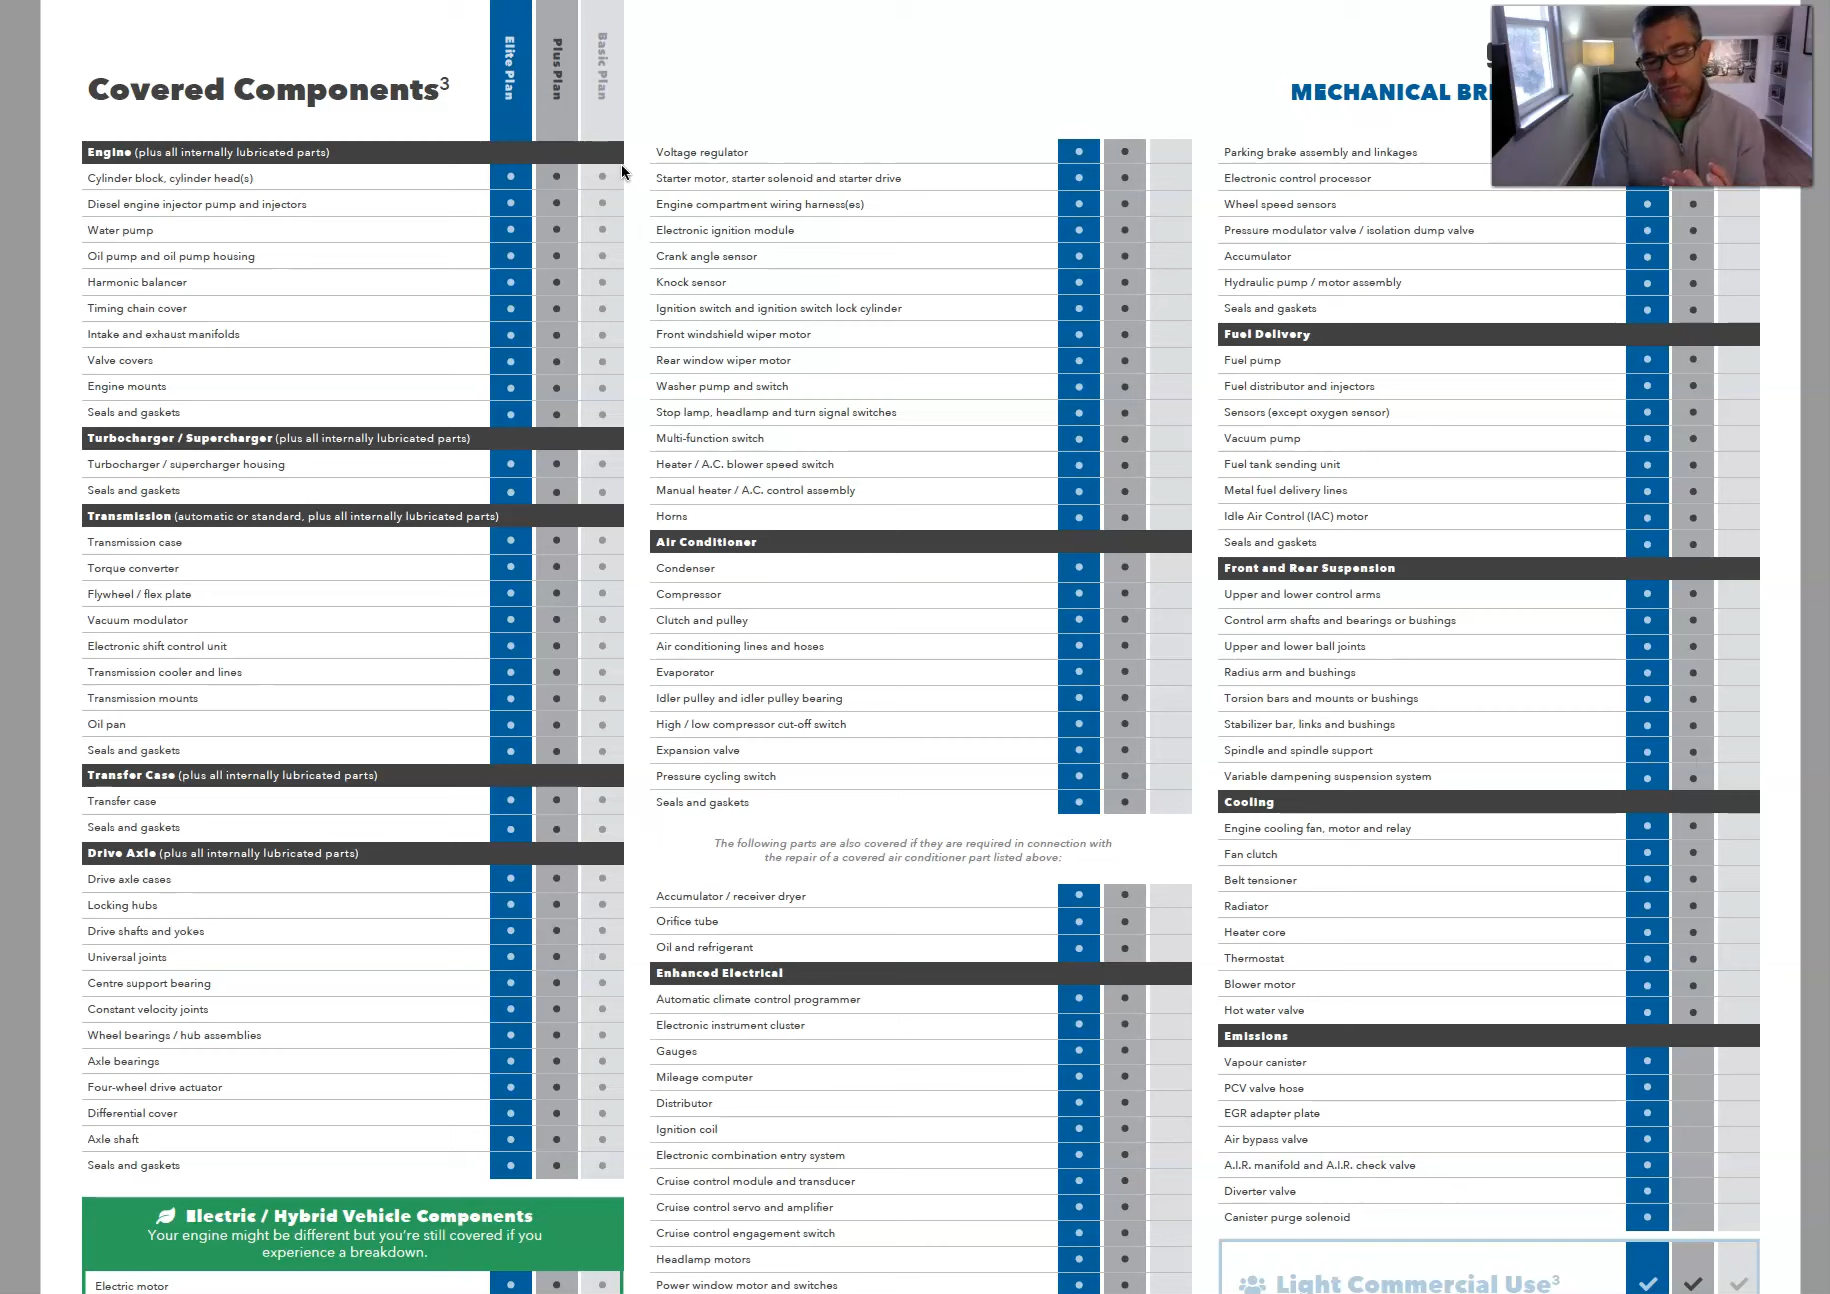 Covered Components3
Elite Plan
Plus Plan
Basic Plan
Engine (plus all internally lubricated parts)
Cylinder block, cylinder head(s)
Diesel engine injector pump and injectors
Water pump
Oil pump and oil pump housing
Harmonic balancer
Timing chain cover
Intake and exhaust manifolds
Valve covers
Engine mounts
Seals and gaskets
Turbocharger / Supercharger (plus all internally lubricated parts)
Turbocharger / supercharger housing
Seals and gaskets
Transmission (automatic or standard, plus all internally lubricated parts)
Transmission case
Torque converter
Flywheel / flex plate
Vacuum modulator
Electronic shift control unit
Transmission cooler and lines
Transmission mounts
Oil pan
Seals and gaskets
Transfer Case (plus all internally lubricated parts)
Transfer case
Seals and gaskets
Drive Axle (plus all internally lubricated parts)
Drive axle cases
Locking hubs
Drive shafts and yokes
Universal joints
Centre support bearing
Constant velocity joints
Wheel bearings / hub assemblies
Axle bearings
Four-wheel drive actuator
Differential cover
Axle shaft
Seals and gaskets
Electric / Hybrid Vehicle Components
Your engine might be different but you're still covered if you
experience a breakdown.
Electric motor
Voltage regulator
Starter motor, starter solenoid and starter drive
Engine compartment wiring harness(es)
Electronic ignition module
Crank angle sensor
Knock sensor
Ignition switch and ignition switch lock cylinder
Front windshield wiper motor
Rear window wiper motor
Washer pump and switch
Stop lamp, headlamp and turn signal switches
Multi-function switch
Heater / A.C. blower speed switch
Manual heater / A.C. control assembly
Horns
Air Conditioner
Condenser
Compressor
Clutch and pulley
Air conditioning lines and hoses
Evaporator
Idler pulley and idler pulley bearing
High / low compressor cut-off switch
Expansion valve
Pressure cycling switch
Seals and gaskets
The following parts are also covered if they are required in connection with
the repair of a covered air conditioner part listed above:
Accumulator / receiver dryer
Orifice tube
Oil and refrigerant
Enhanced Electrical
Automatic climate control programmer
Electronic instrument cluster
Gauges
Mileage computer
Distributor
Ignition coil
Electronic combination entry system
Cruise control module and transducer
Cruise control servo and amplifier
Cruise control engagement switch
Headlamp motors
Power window motor and switches
MECHANICAL
Parking brake assembly and linkages
Electronic control processor
Wheel speed sensors
Pressure modulator valve / isolation dump valve
Accumulator
Hydraulic pump / motor assembly
Seals and gaskets
Fuel Delivery
Fuel pump
Fuel distributor and injectors
Sensors (except oxygen sensor)
Vacuum pump
Fuel tank sending unit
Metal fuel delivery lines
Idle Air Control (IAC) motor
Seals and gaskets
Front and Rear Suspension
Upper and lower control arms
Control arm shafts and bearings or bushings
Upper and lower ball joints
Radius arm and bushings
Torsion bars and mounts or bushings
Stabilizer bar, links and bushings
Spindle and spindle support
Variable dampening suspension system
Cooling
Engine cooling fan, motor and relay
Fan clutch
Belt tensioner
Radiator
Heater core
Thermostat
Blower motor
Hot water valve
Emissions
Vapour canister
PCV valve hose
EGR adapter plate
Air bypass valve
A.I.R. manifold and A.I.R. check valve
Diverter valve
Canister purge solenoid
Light Commercial Use3